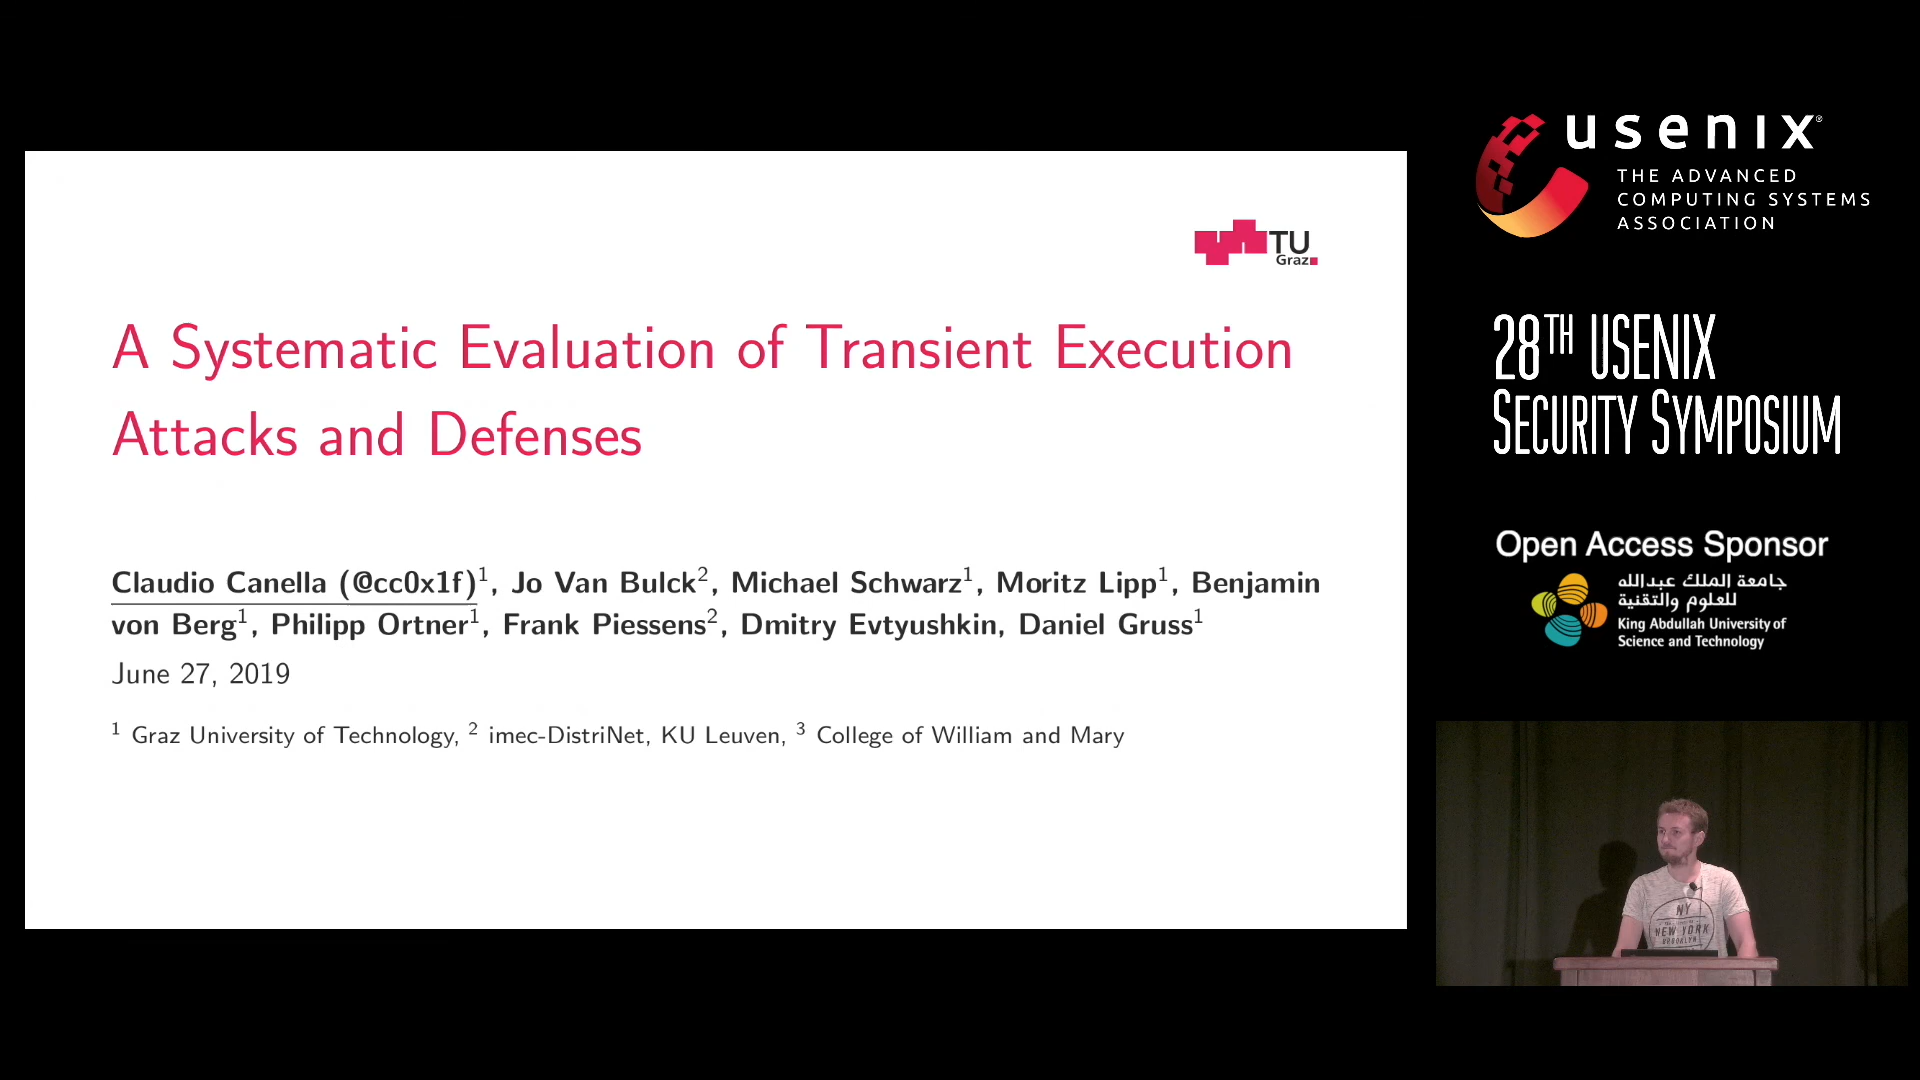 TU
Graz
A Systematic Evaluation of Transient Execution
Attacks and Defenses
Claudio Canella (@cc0x1f)1, Jo Van Bulck2, Michael Schwarz1, Moritz Lipp1, Benjamin
von Berg1, Philipp Ortner1, Frank Piessens2, Dmitry Evtyushkin, Daniel Gruss1
June 27, 2019
1 Graz University of Technology, 2 imec-DistriNet, KU Leuven, 3 College of William and Mary
usenix®
THE ADVANCED
COMPUTING SYSTEMS
ASSOCIATION
28TH USENIX
SECURITY SYMPOSIUM
Open Access Sponsor
جامعة الملك عبدالله
للعلوم والتقنية
King Abdullah University of
Science and Technology
NY
NEW YORK
BROOKLYN